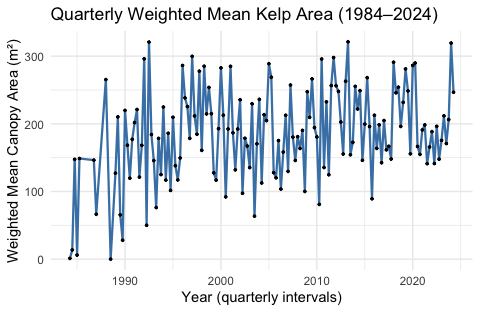 Quarterly Weighted Mean Kelp Area (1984–2024)
Weighted Mean Canopy Area (m²)
300
200
100
0
1990
2000
2010
2020
Year (quarterly intervals)